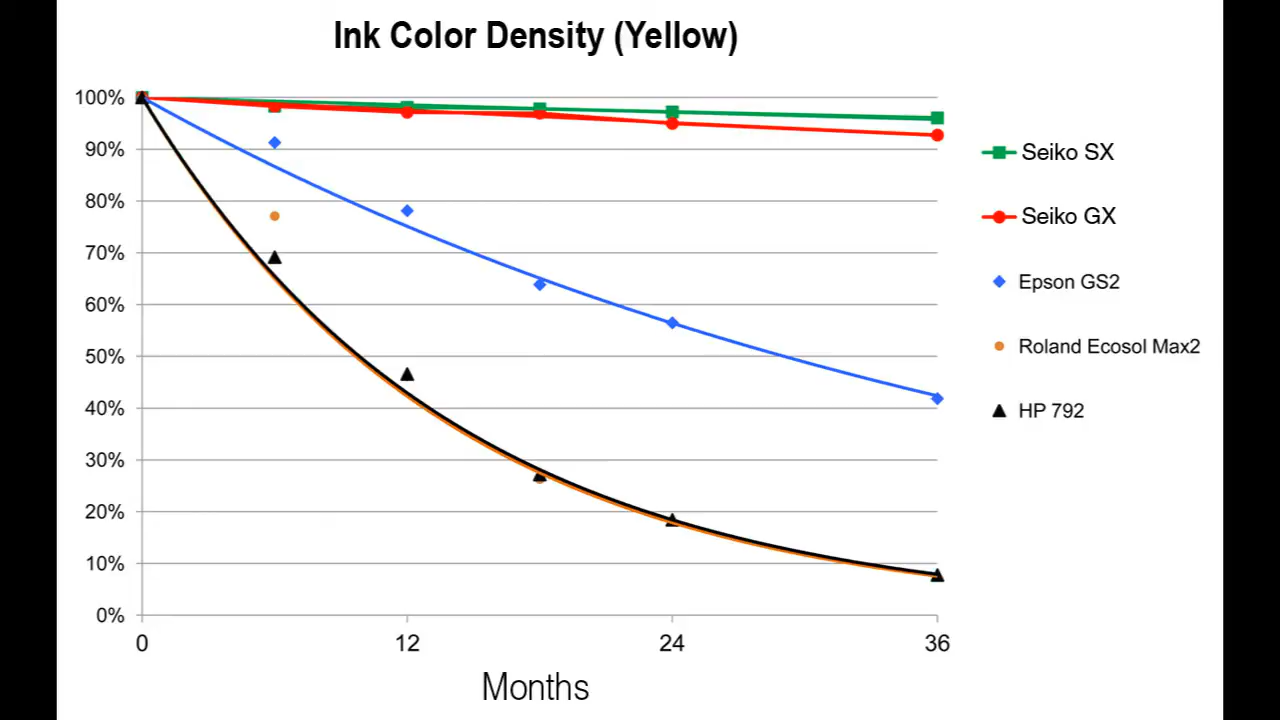 Ink Color Density (Yellow)
100%
90%
80%
70%
60%
50%
40%
30%
20%
10%
0%
0 12 24 36
Months
Seiko SX
Seiko GX
Epson GS2
Roland Ecosol Max2
HP 792